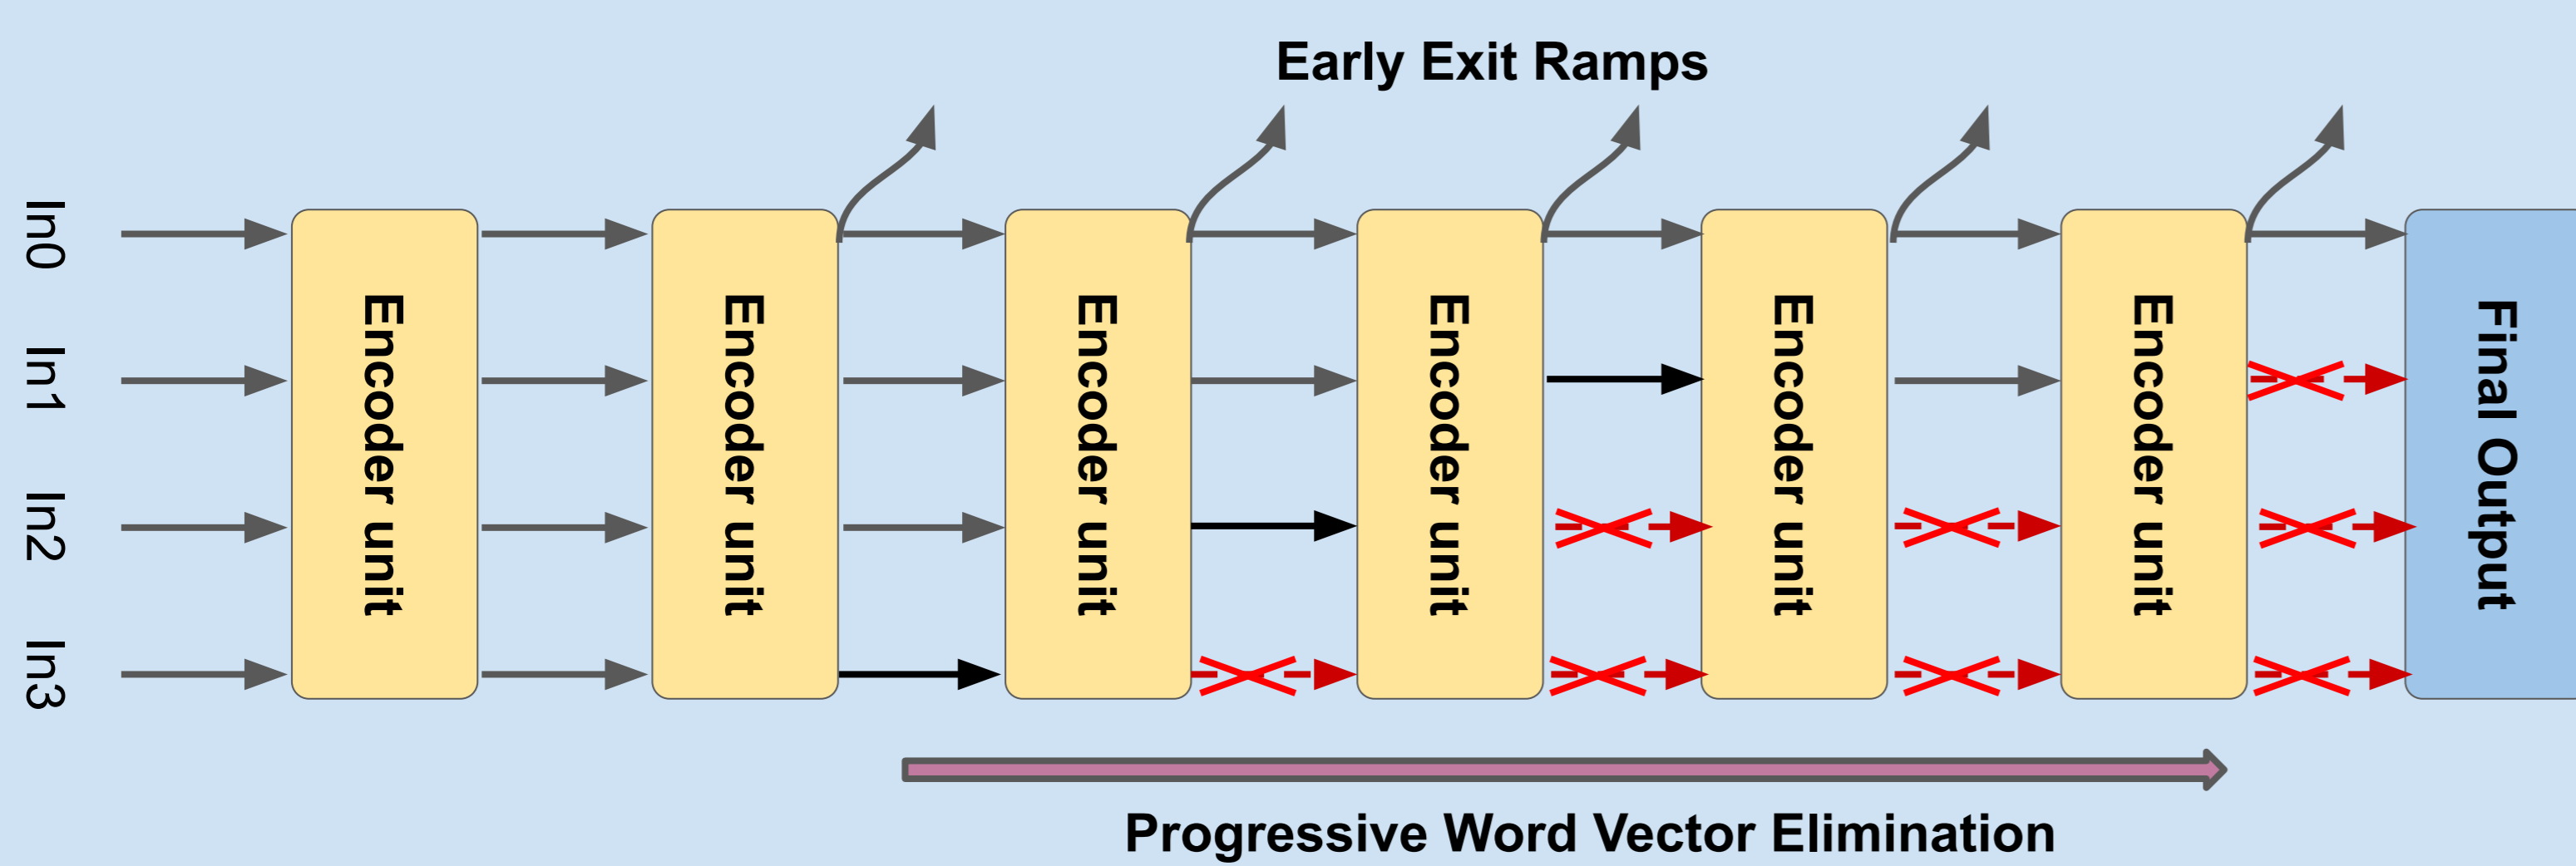 Early Exit Ramps
In0
In1
In2
In3
Encoder unit
Encoder unit
Encoder unit
Encoder unit
Encoder unit
Encoder unit
Final Output
Progressive Word Vector Elimination